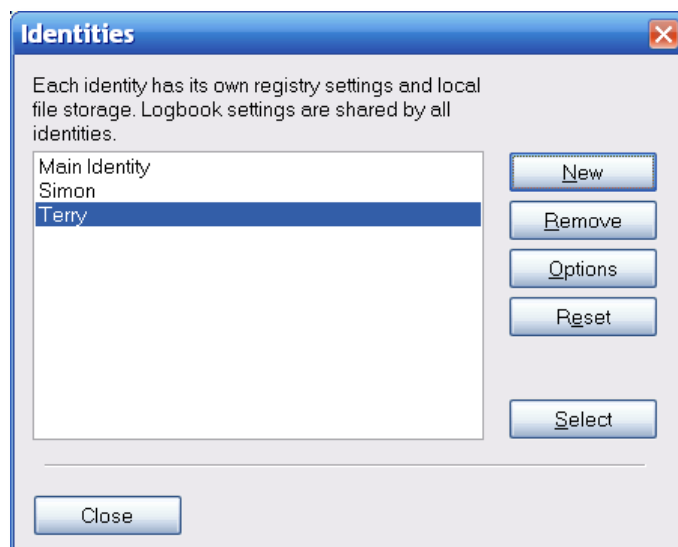 Identities
Each identity has its own registry settings and local
file storage. Logbook settings are shared by all
identities.
Main Identity
Simon
Terry
New
Remove
Options
Reset
Select
Close